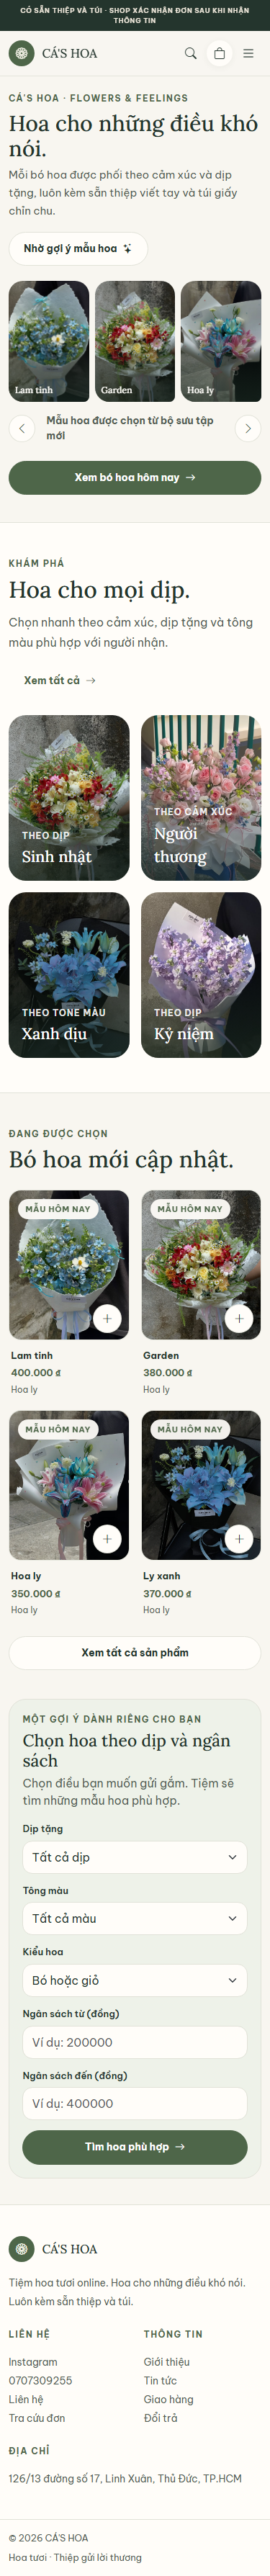 CÓ SẴN THIỆP VÀ TÚI · SHOP XÁC NHẬN ĐƠN SAU KHI NHẬN
THÔNG TIN
CÁ'S HOA
CÁ'S HOA · FLOWERS & FEELINGS
Hoa cho những điều khó
nói.
Mỗi bó hoa được phối theo cảm xúc và dịp
tặng, luôn kèm sẵn thiệp viết tay và túi giấy
chỉn chu.
Nhờ gợi ý mẫu hoa
Lam tinh
Garden
Hoa ly
Mẫu hoa được chọn từ bộ sưu tập
mới
Xem bó hoa hôm nay →
KHÁM PHÁ
Hoa cho mọi dịp.
Chọn nhanh theo cảm xúc, dịp tặng và tông
màu phù hợp với người nhận.
Xem tất cả →
THEO DỊP
Sinh nhật
THEO CẢM XÚC
Người
thương
THEO TONE MÀU
Xanh dịu
THEO DỊP
Kỷ niệm
ĐANG ĐƯỢC CHỌN
Bó hoa mới cập nhật.
MẪU HÔM NAY
MẪU HÔM NAY
Lam tinh
400.000 ₫
Hoa ly
Garden
380.000 ₫
Hoa ly
MẪU HÔM NAY
MẪU HÔM NAY
Hoa ly
350.000 ₫
Hoa ly
Ly xanh
370.000 ₫
Hoa ly
Xem tất cả sản phẩm
MỘT GỢI Ý DÀNH RIÊNG CHO BẠN
Chọn hoa theo dịp và ngân
sách
Chọn điều bạn muốn gửi gắm. Tiệm sẽ
tìm những mẫu hoa phù hợp.
Dịp tặng
Tất cả dịp
Tông màu
Tất cả màu
Kiểu hoa
Bó hoặc giỏ
Ngân sách từ (đồng)
Ví dụ: 200000
Ngân sách đến (đồng)
Ví dụ: 400000
Tìm hoa phù hợp →
CÁ'S HOA
Tiệm hoa tươi online. Hoa cho những điều khó nói.
Luôn kèm sẵn thiệp và túi.
LIÊN HỆ
Instagram
0707309255
Liên hệ
Tra cứu đơn
THÔNG TIN
Giới thiệu
Tin tức
Giao hàng
Đổi trả
ĐỊA CHỈ
126/13 đường số 17, Linh Xuân, Thủ Đức, TP.HCM
© 2026 CÁ'S HOA
Hoa tươi · Thiệp gửi lời thương